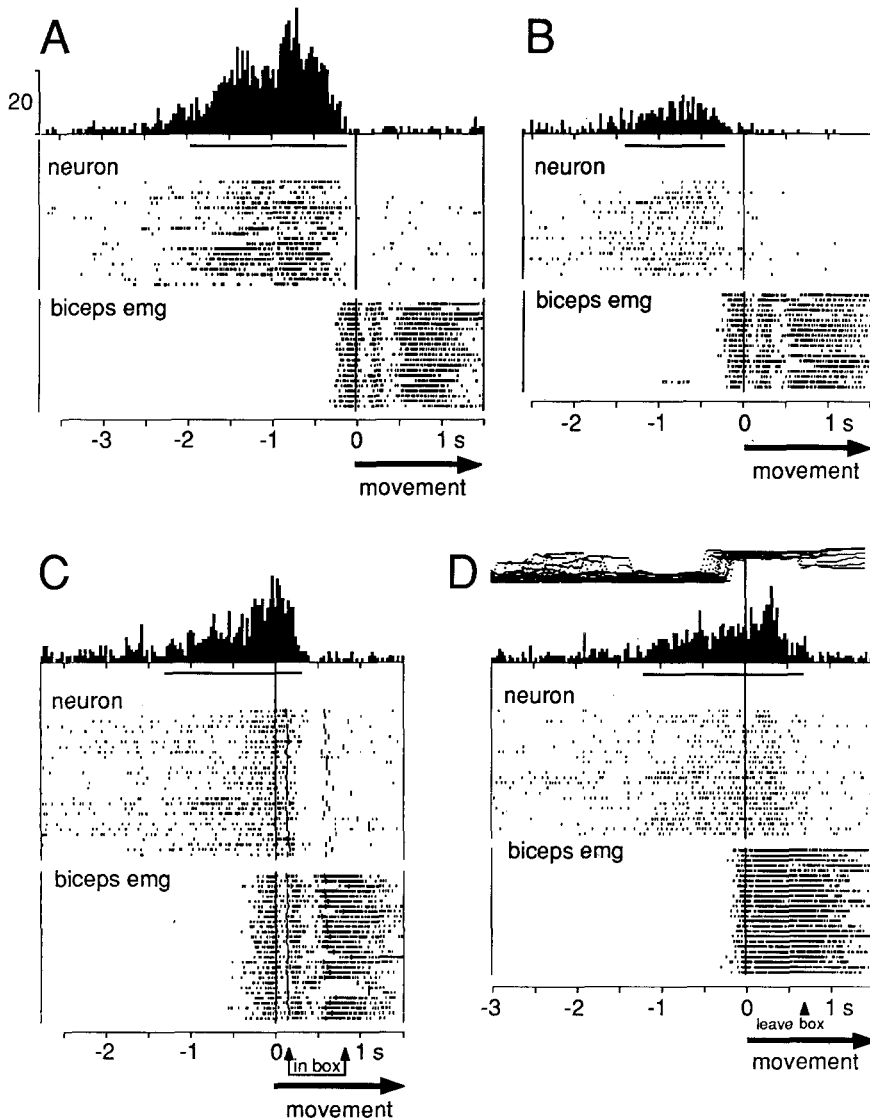 A
20
neuron
biceps emg
-3 -2 -1 0 1 s
movement
B
neuron
biceps emg
-2 -1 0 1 s
movement
C
neuron
biceps emg
-2 -1 0 1 s
in box
movement
D
neuron
biceps emg
-3 -2 -1 0 1 s
leave box
movement